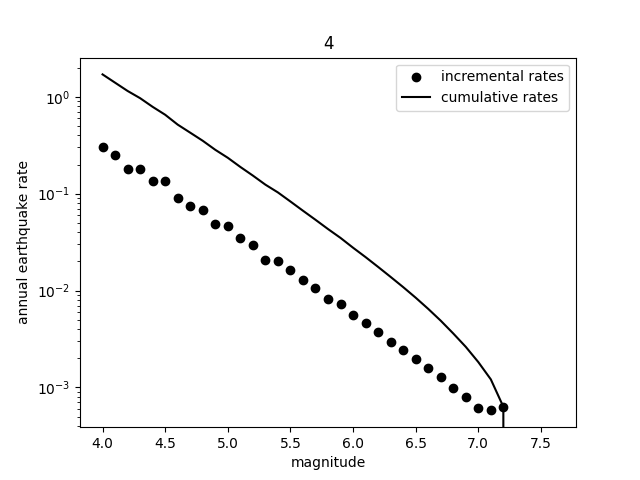 4
incremental rates
cumulative rates
annual earthquake rate
10⁰
10⁻¹
10⁻²
10⁻³
4.0 4.5 5.0 5.5 6.0 6.5 7.0 7.5
magnitude